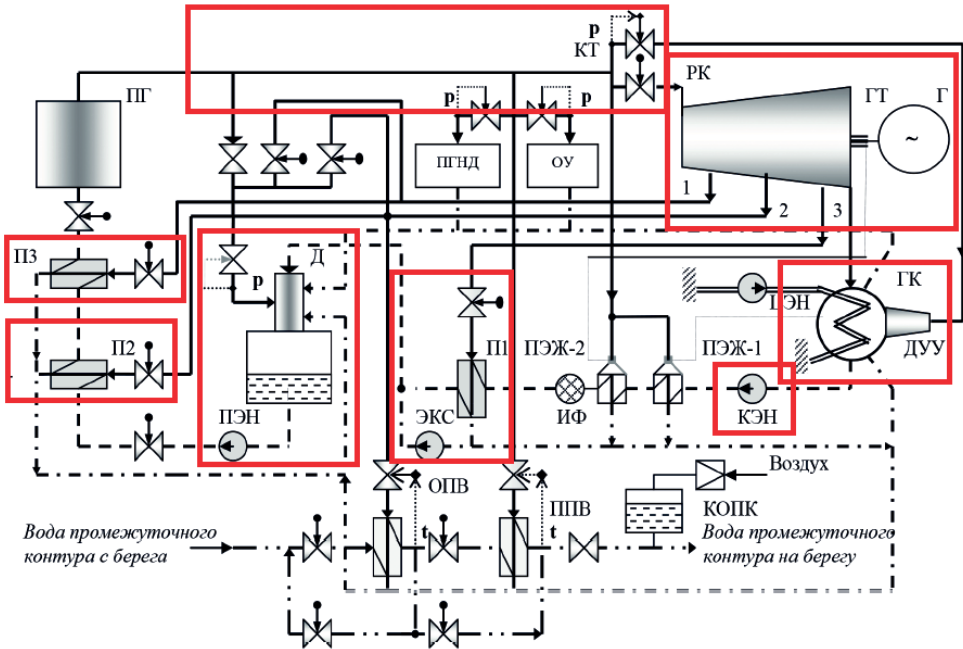 р
КТ
РК
ПГ
ГТ
Г
р
р
~
ПГНД
ОУ
1
2
3
П3
Д
р
ГК
ЦЭН
П2
П1
ПЭЖ-2
ПЭЖ-1
ДУУ
ПЭН
ЭКС
ИФ
КЭН
Воздух
ОПВ
ППВ
КОПК
Вода промежуточного
контура с берега
t
t
Вода промежуточного
контура на берегу